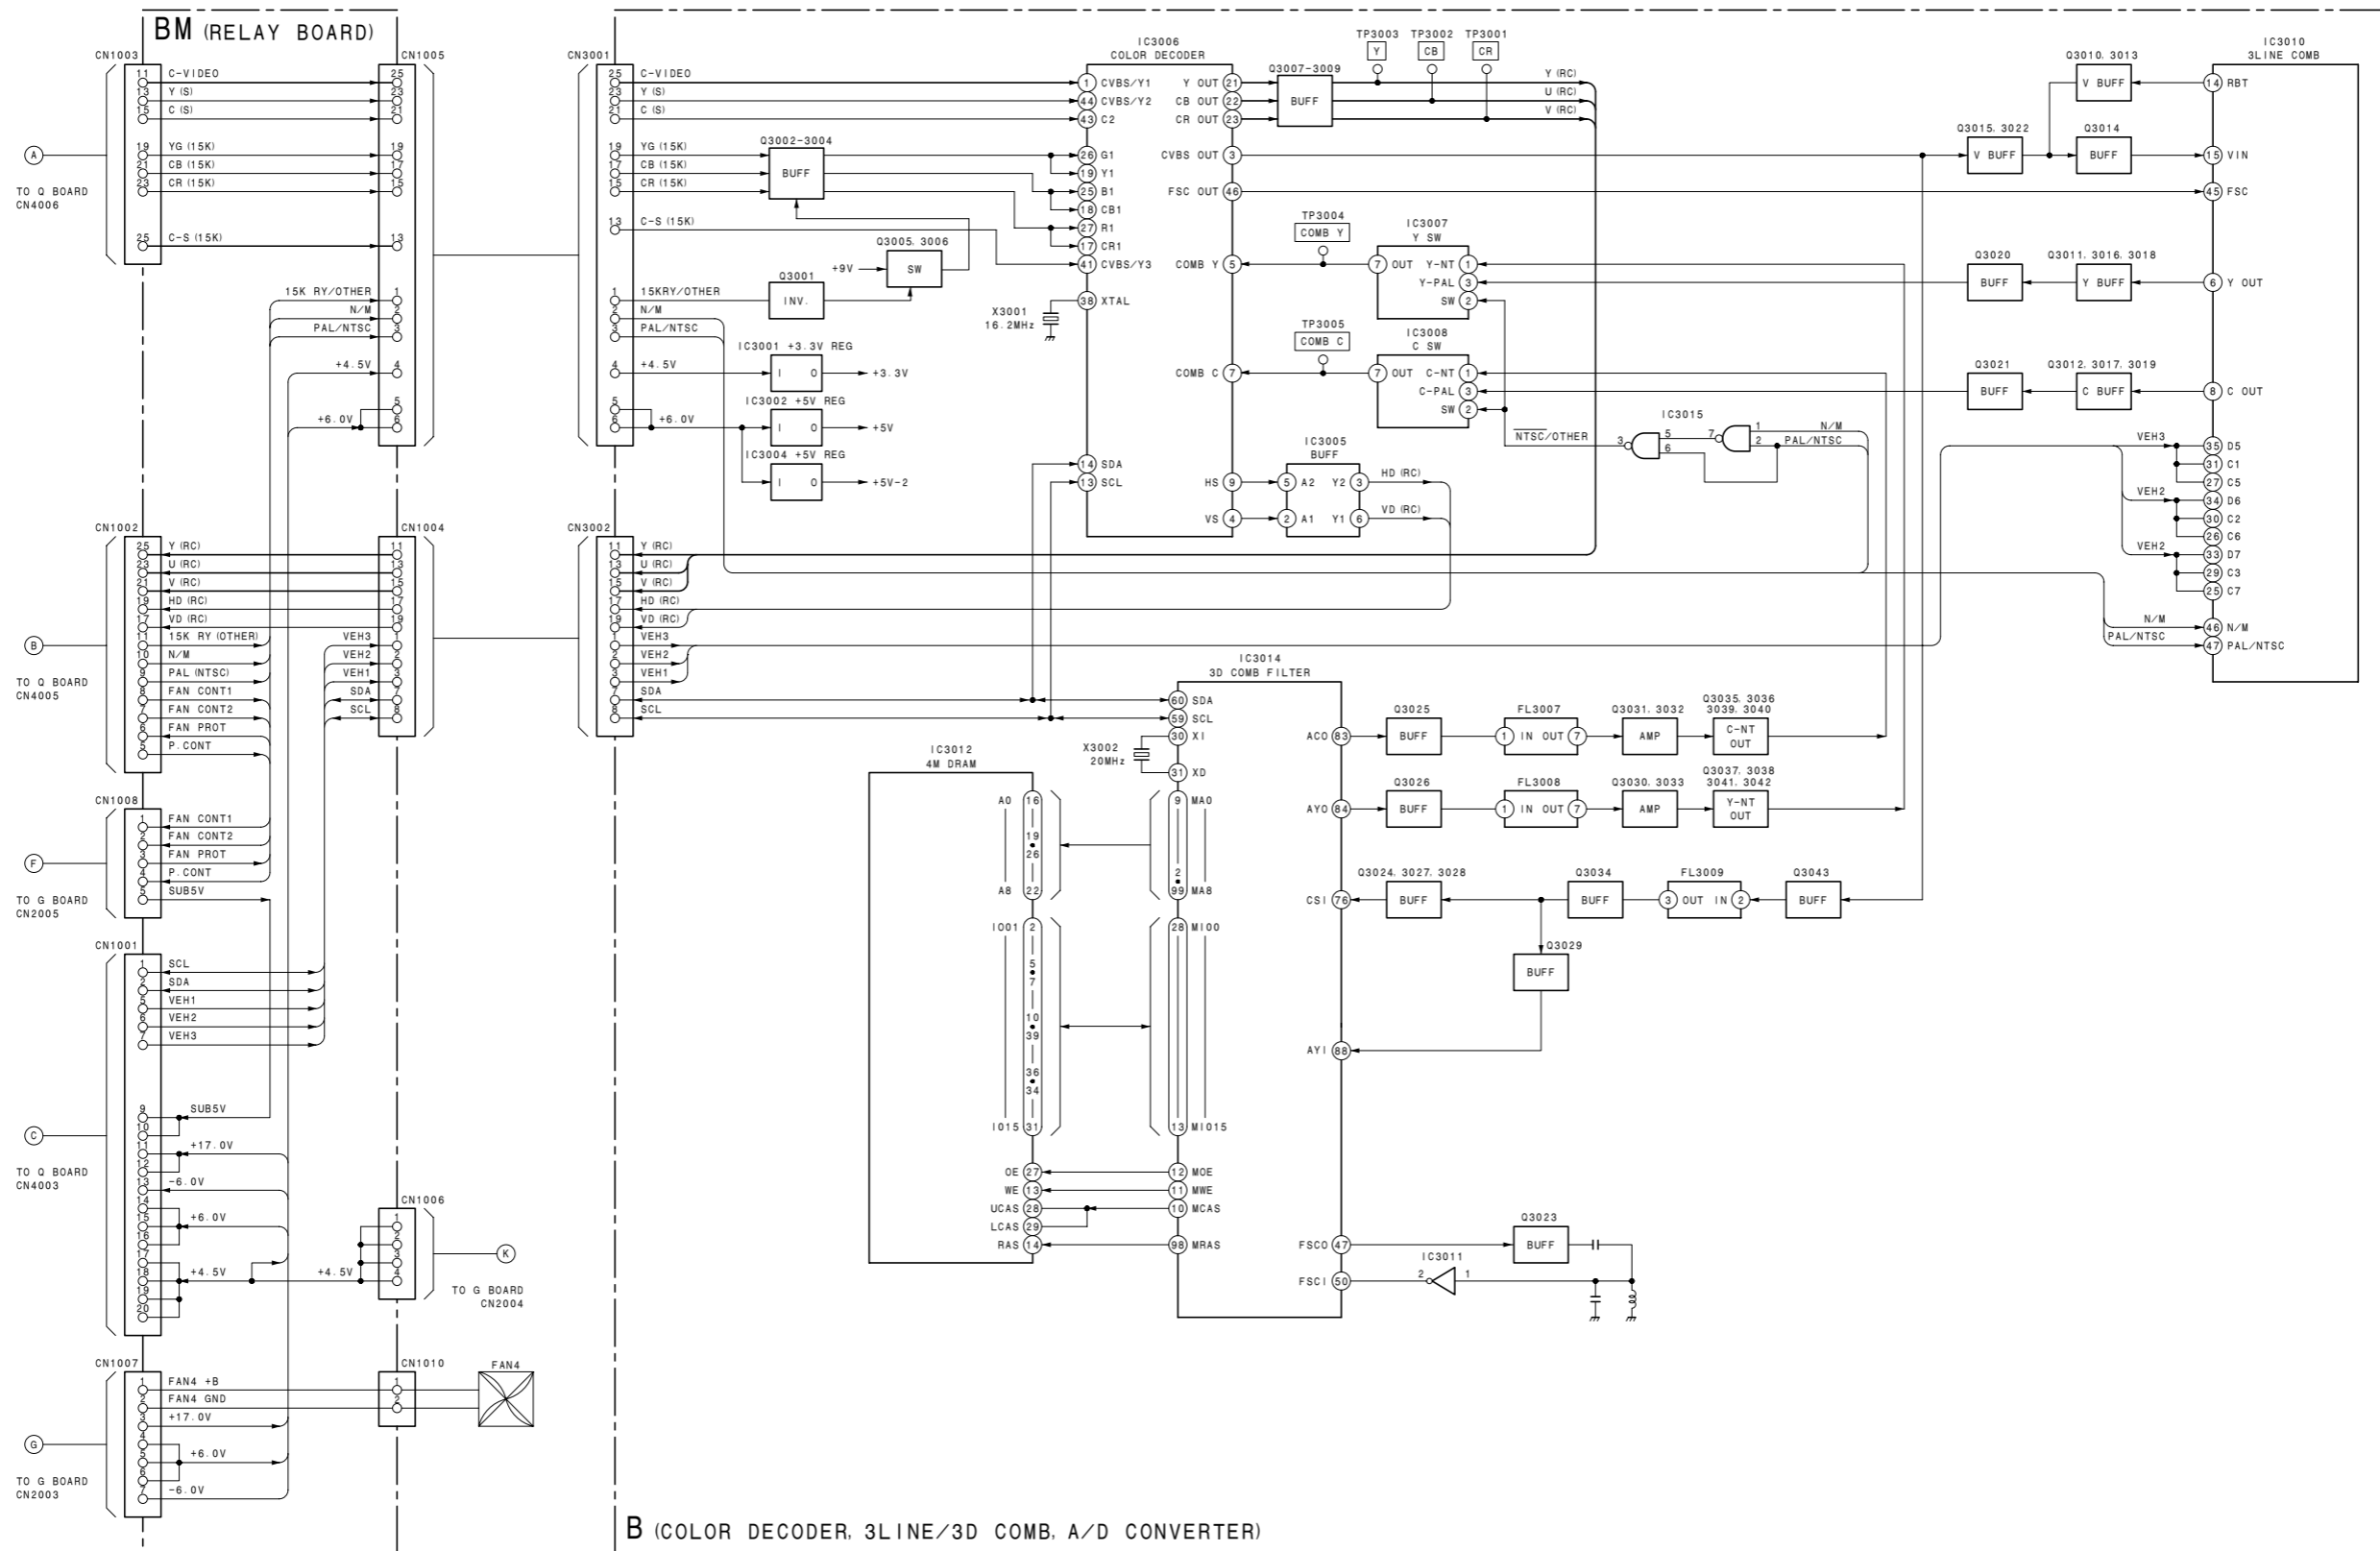 BM (RELAY BOARD)
CN1003
11 C-VIDEO
13 Y (S)
15 C (S)
19 YG (15K)
21 CB (15K)
23 CR (15K)
25 C-S (15K)
A
TO Q BOARD
CN4006
CN1005
25
23
21
19
17
15
13
15K RY/OTHER 1
N/M 2
PAL/NTSC 3
+4.5V 4
5
+6.0V 6
CN1002
25 Y (RC)
23 U (RC)
21 V (RC)
19 HD (RC)
17 VD (RC)
11 15K RY (OTHER)
10 N/M
9 PAL (NTSC)
8 FAN CONT1
7 FAN CONT2
6 FAN PROT
5 P.CONT
B
TO Q BOARD
CN4005
CN1004
11
13
15
17
19
VEH3 1
VEH2 2
VEH1 3
SDA 7
SCL 8
CN1008
1 FAN CONT1
2 FAN CONT2
3 FAN PROT
4 P.CONT
5 SUB5V
F
TO G BOARD
CN2005
CN1001
1 SCL
2 SDA
5 VEH1
6 VEH2
7 VEH3
9 SUB5V
10
11 +17.0V
12
13 -6.0V
14
15 +6.0V
16
17
18 +4.5V
19
20
C
TO Q BOARD
CN4003
CN1006
1
2
3
+4.5V 4
K
TO G BOARD
CN2004
CN1007
1 FAN4 +B
2 FAN4 GND
3 +17.0V
4
5 +6.0V
6
7 -6.0V
G
TO G BOARD
CN2003
CN1010
1
2
FAN4
CN3001
25 C-VIDEO
23 Y (S)
21 C (S)
19 YG (15K)
17 CB (15K)
15 CR (15K)
13 C-S (15K)
1 15KRY/OTHER
2 N/M
3 PAL/NTSC
4 +4.5V
5
6 +6.0V
Q3002-3004
BUFF
Q3005, 3006
+9V SW
Q3001
INV.
IC3001 +3.3V REG
I O +3.3V
IC3002 +5V REG
I O +5V
IC3004 +5V REG
I O +5V-2
CN3002
11 Y (RC)
13 U (RC)
15 V (RC)
17 HD (RC)
19 VD (RC)
1 VEH3
2 VEH2
3 VEH1
7 SDA
8 SCL
IC3006
COLOR DECODER
1 CVBS/Y1
44 CVBS/Y2
43 C2
26 G1
19 Y1
25 B1
18 CB1
27 R1
17 CR1
41 CVBS/Y3
38 XTAL
X3001
16.2MHz
14 SDA
13 SCL
Y OUT 21
CB OUT 22
CR OUT 23
CVBS OUT 3
FSC OUT 46
COMB Y 5
COMB C 7
HS 9
VS 4
Q3007-3009
BUFF
TP3003
Y
TP3002
CB
TP3001
CR
Y (RC)
U (RC)
V (RC)
TP3004
COMB Y
IC3007
Y SW
7 OUT Y-NT 1
Y-PAL 3
SW 2
TP3005
COMB C
IC3008
C SW
7 OUT C-NT 1
C-PAL 3
SW 2
IC3005
BUFF
5 A2 Y2 3
2 A1 Y1 6
HD (RC)
VD (RC)
IC3015
NTSC/OTHER 3
5
6
7
1 N/M
2 PAL/NTSC
IC3010
3LINE COMB
Q3010, 3013
V BUFF
14 RBT
Q3015, 3022
V BUFF
Q3014
BUFF
15 VIN
45 FSC
Q3020
BUFF
Q3011, 3016, 3018
Y BUFF
6 Y OUT
Q3021
BUFF
Q3012, 3017, 3019
C BUFF
8 C OUT
VEH3 35 D5
31 C1
27 C5
VEH2 34 D6
30 C2
26 C6
VEH2 33 D7
29 C3
25 C7
N/M 46 N/M
PAL/NTSC 47 PAL/NTSC
IC3014
3D COMB FILTER
60 SDA
59 SCL
30 XI
31 XD
X3002
20MHz
9 MA0
2
99 MA8
28 MI00
13 MI015
12 MOE
11 MWE
10 MCAS
98 MRAS
ACO 83
AYO 84
CSI 76
AYI 88
FSCO 47
FSCI 50
IC3012
4M DRAM
A0 16
19
26
A8 22
IO01 2
5
7
10
39
36
34
IO15 31
OE 27
WE 13
UCAS 28
LCAS 29
RAS 14
Q3025
BUFF
FL3007
1 IN OUT 7
Q3031, 3032
AMP
Q3035, 3036
3039, 3040
C-NT
OUT
Q3026
BUFF
FL3008
1 IN OUT 7
Q3030, 3033
AMP
Q3037, 3038
3041, 3042
Y-NT
OUT
Q3024, 3027, 3028
BUFF
Q3034
BUFF
FL3009
3 OUT IN 2
Q3043
BUFF
Q3029
BUFF
Q3023
BUFF
IC3011
2 1
B (COLOR DECODER, 3LINE/3D COMB, A/D CONVERTER)